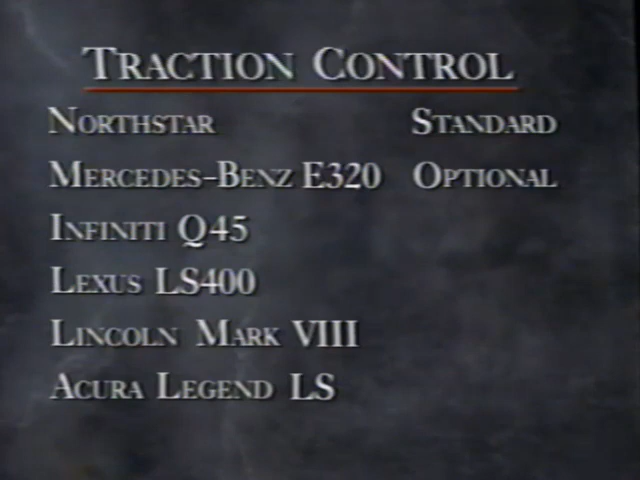 TRACTION CONTROL
NORTHSTAR STANDARD
MERCEDES-BENZ E320 OPTIONAL
INFINITI Q45
LEXUS LS400
LINCOLN MARK VIII
ACURA LEGEND LS